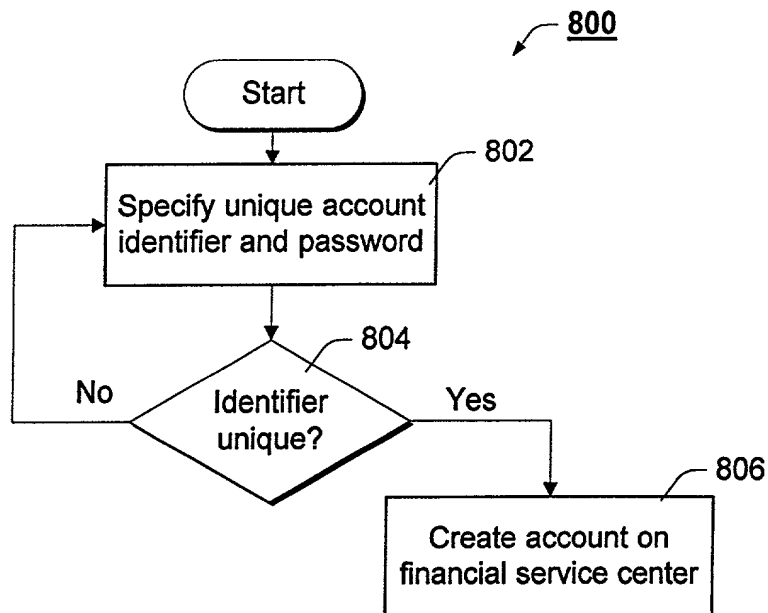 800
Start
802
Specify unique account
identifier and password
804
No
Identifier
unique?
Yes
806
Create account on
financial service center